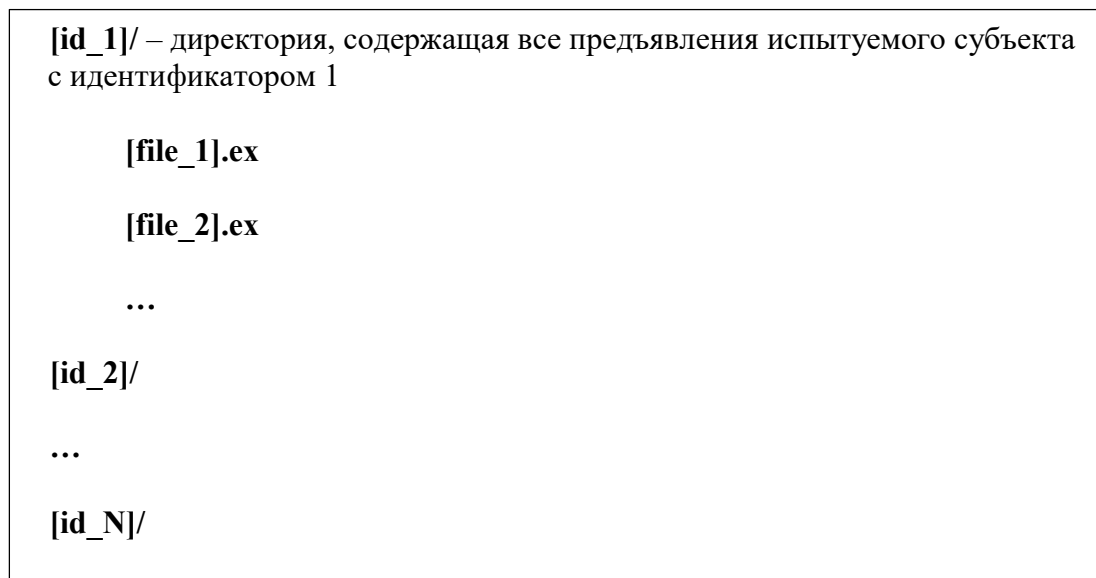 [id_1]/ – директория, содержащая все предъявления испытуемого субъекта
с идентификатором 1
[file_1].ex
[file_2].ex
…
[id_2]/
…
[id_N]/